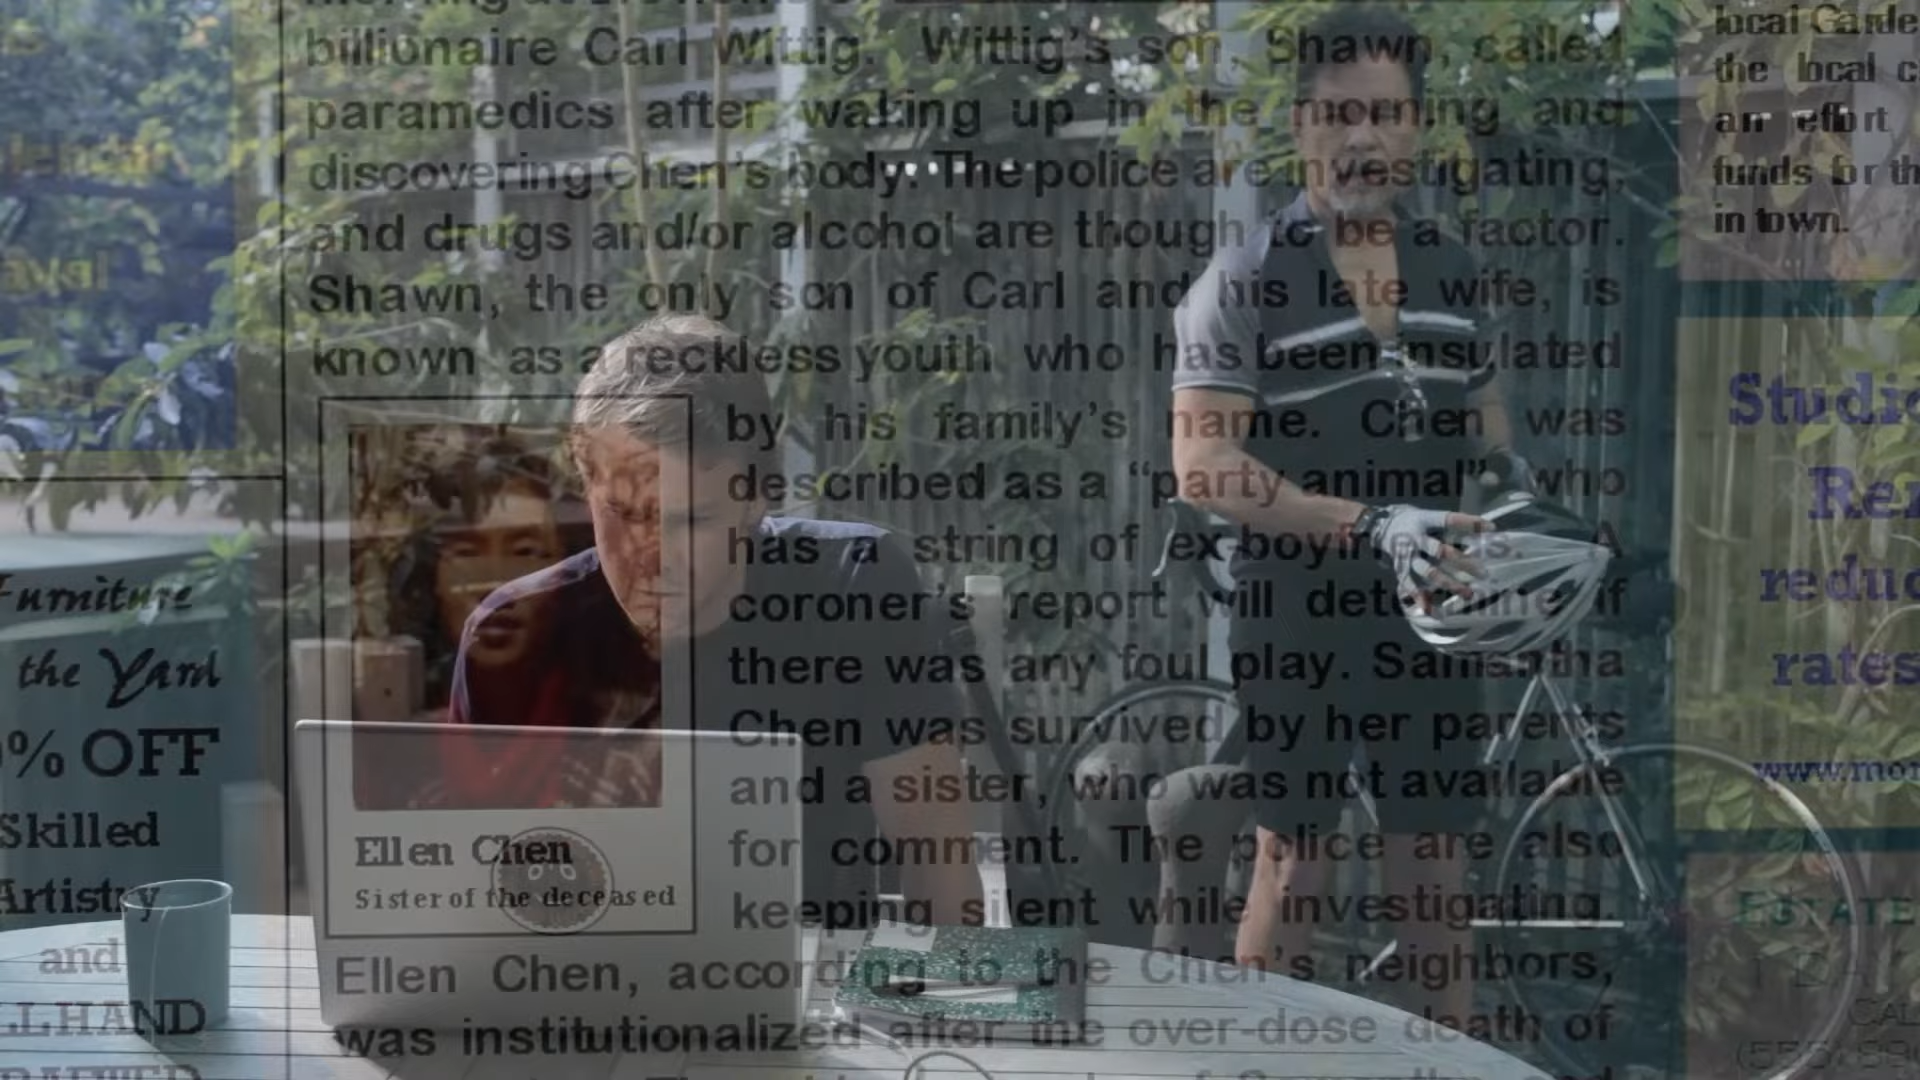 billionaire Carl Wittig. Wittig's son, Shawn, called
paramedics after waking up in the morning and
discovering Chen's body. The police are investigating,
and drugs and/or alcohol are though to be a factor.
Shawn, the only son of Carl and his late wife, is
known as a reckless youth who has been insulated
by his family's name. Chen was
described as a “party animal” who
has a string of ex-boyfriends. A
coroner's report will determine if
there was any foul play. Samantha
Chen was survived by her parents
and a sister, who was not available
for comment. The police are also
keeping silent while investigating.
Ellen Chen, according to the Chen's neighbors,
was institutionalized after the over-dose death of
Ellen Chen
Sister of the deceased
Furniture
the Yard
% OFF
Skilled
Artistry
and
HAND
local
the local
an effort
funds for
in town.
reduc
rates
www.mor
ESTATE